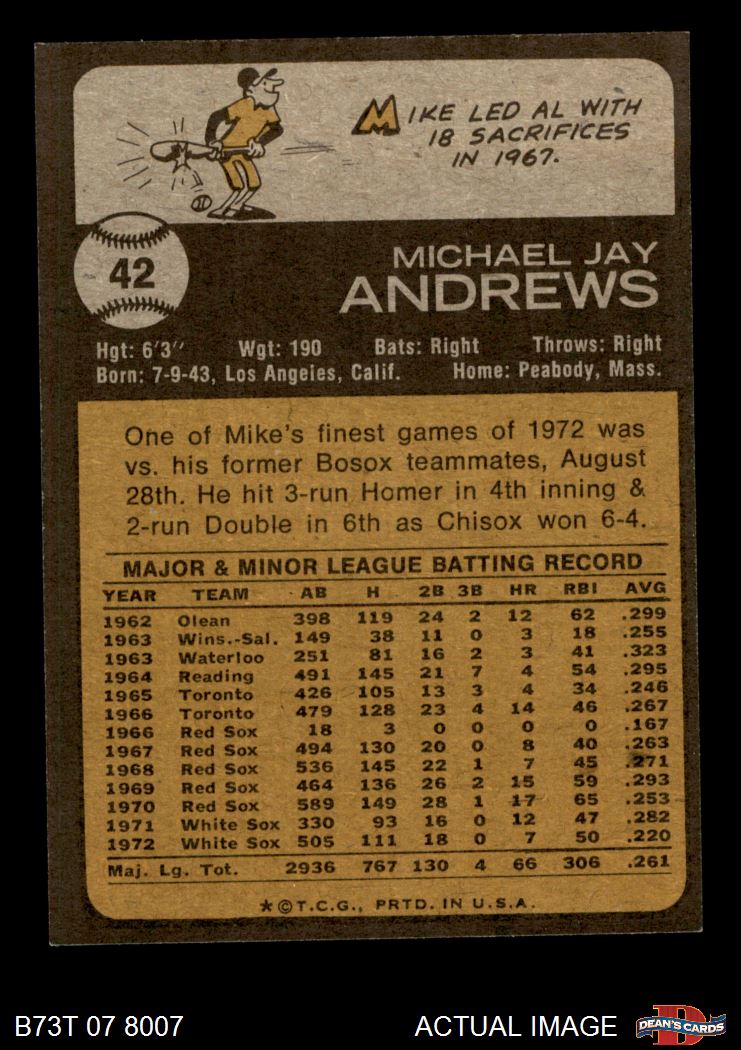 MIKE LED AL WITH
18 SACRIFICES
IN 1967.
42
MICHAEL JAY
ANDREWS
Hgt: 6'3" Wgt: 190 Bats: Right Throws: Right
Born: 7-9-43, Los Angeles, Calif. Home: Peabody, Mass.
One of Mike's finest games of 1972 was
vs. his former Bosox teammates, August
28th. He hit 3-run Homer in 4th inning &
2-run Double in 6th as Chisox won 6-4.
MAJOR & MINOR LEAGUE BATTING RECORD
YEAR TEAM AB H 2B 3B HR RBI AVG
1962 Olean 398 119 24 2 12 62 .299
1963 Wins.-Sal. 149 38 11 0 3 18 .255
1963 Waterloo 251 81 16 2 3 41 .323
1964 Reading 491 145 21 7 4 54 .295
1965 Toronto 426 105 13 3 4 34 .246
1966 Toronto 479 128 23 4 14 46 .267
1966 Red Sox 18 3 0 0 0 0 .167
1967 Red Sox 494 130 20 0 8 40 .263
1968 Red Sox 536 145 22 1 7 45 .271
1969 Red Sox 464 136 26 2 15 59 .293
1970 Red Sox 589 149 28 1 17 65 .253
1971 White Sox 330 93 16 0 12 47 .282
1972 White Sox 505 111 18 0 7 50 .220
Maj. Lg. Tot. 2936 767 130 4 66 306 .261
★©T.C.G., PRTD. IN U.S.A.
B73T 07 8007 ACTUAL IMAGE DEAN'S CARDS